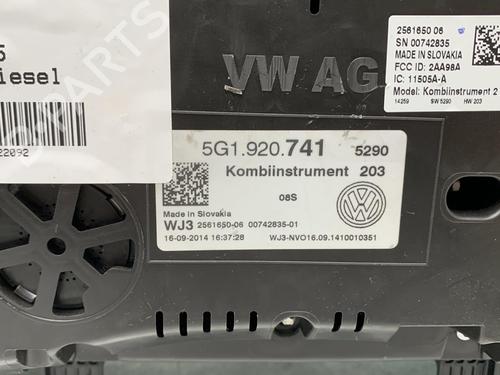 5
iesel
22092
VW AG
2561650 06
SN 00742835
MADE IN SLOVAKIA
FCC ID: 2AA98A
IC: 11505A-A
Model: Kombiinstrument 2
14259 SW 5290 HW 203
5G1.920.741 5290
Kombiinstrument 203
08S
Made in Slovakia
WJ3 2561650-06 00742835-01
16-09-2014 16:37:28 WJ3-NVO16.09.1410010351